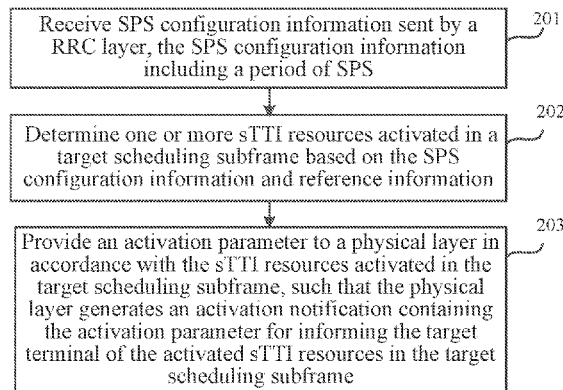 Receive SPS configuration information sent by a
RRC layer, the SPS configuration information
including a period of SPS
201
Determine one or more sTTI resources activated in a
target scheduling subframe based on the SPS
configuration information and reference information
202
Provide an activation parameter to a physical layer in
accordance with the sTTI resources activated in the
target scheduling subframe, such that the physical
layer generates an activation notification containing
the activation parameter for informing the target
terminal of the activated sTTI resources in the target
scheduling subframe
203